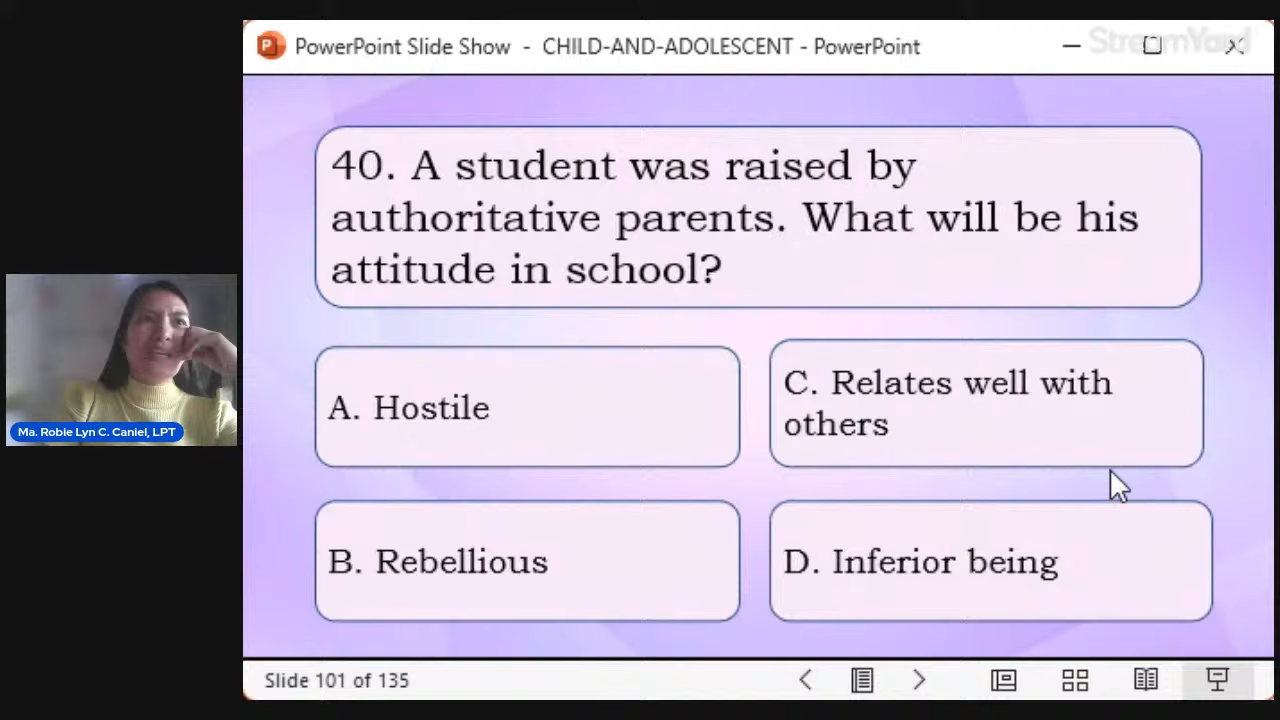 PowerPoint Slide Show - CHILD-AND-ADOLESCENT - PowerPoint
StreamYard
40. A student was raised by
authoritative parents. What will be his
attitude in school?
A. Hostile
C. Relates well with
others
B. Rebellious
D. Inferior being
Ma. Robie Lyn C. Caniel, LPT
Slide 101 of 135